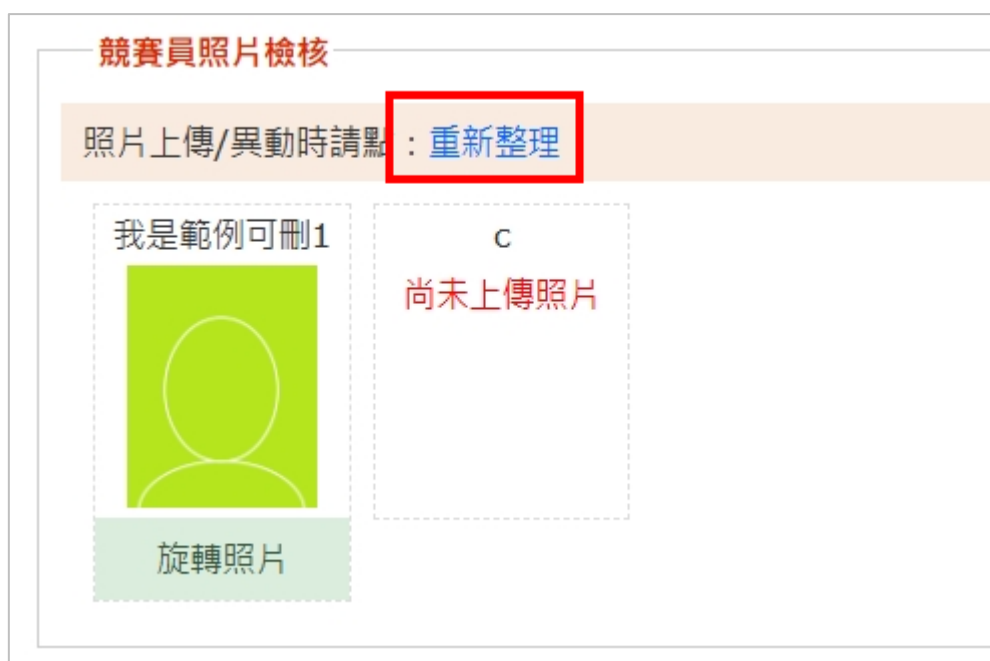 競賽員照片檢核
照片上傳/異動時請點：重新整理
我是範例可刪1
c
尚未上傳照片
旋轉照片